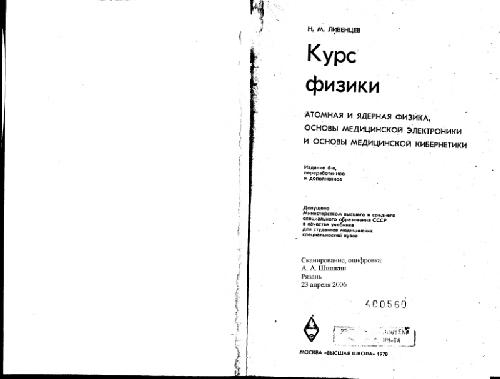 Н. М. ЛИВЕНЦЕВ
Курс
физики
АТОМНАЯ И ЯДЕРНАЯ ФИЗИКА,
ОСНОВЫ МЕДИЦИНСКОЙ ЭЛЕКТРОНИКИ
И ОСНОВЫ МЕДИЦИНСКОЙ КИБЕРНЕТИКИ
Издание 6-е,
переработанное
и дополненное
Допущено
Министерством высшего и среднего
специального образования СССР
в качестве учебника
для студентов медицинских
специальностей вузов
Сканирование, оцифровка
А. А. Шишкин
Рязань
23 апреля 2006
400560
МОСКВА «ВЫСШАЯ ШКОЛА» 1978